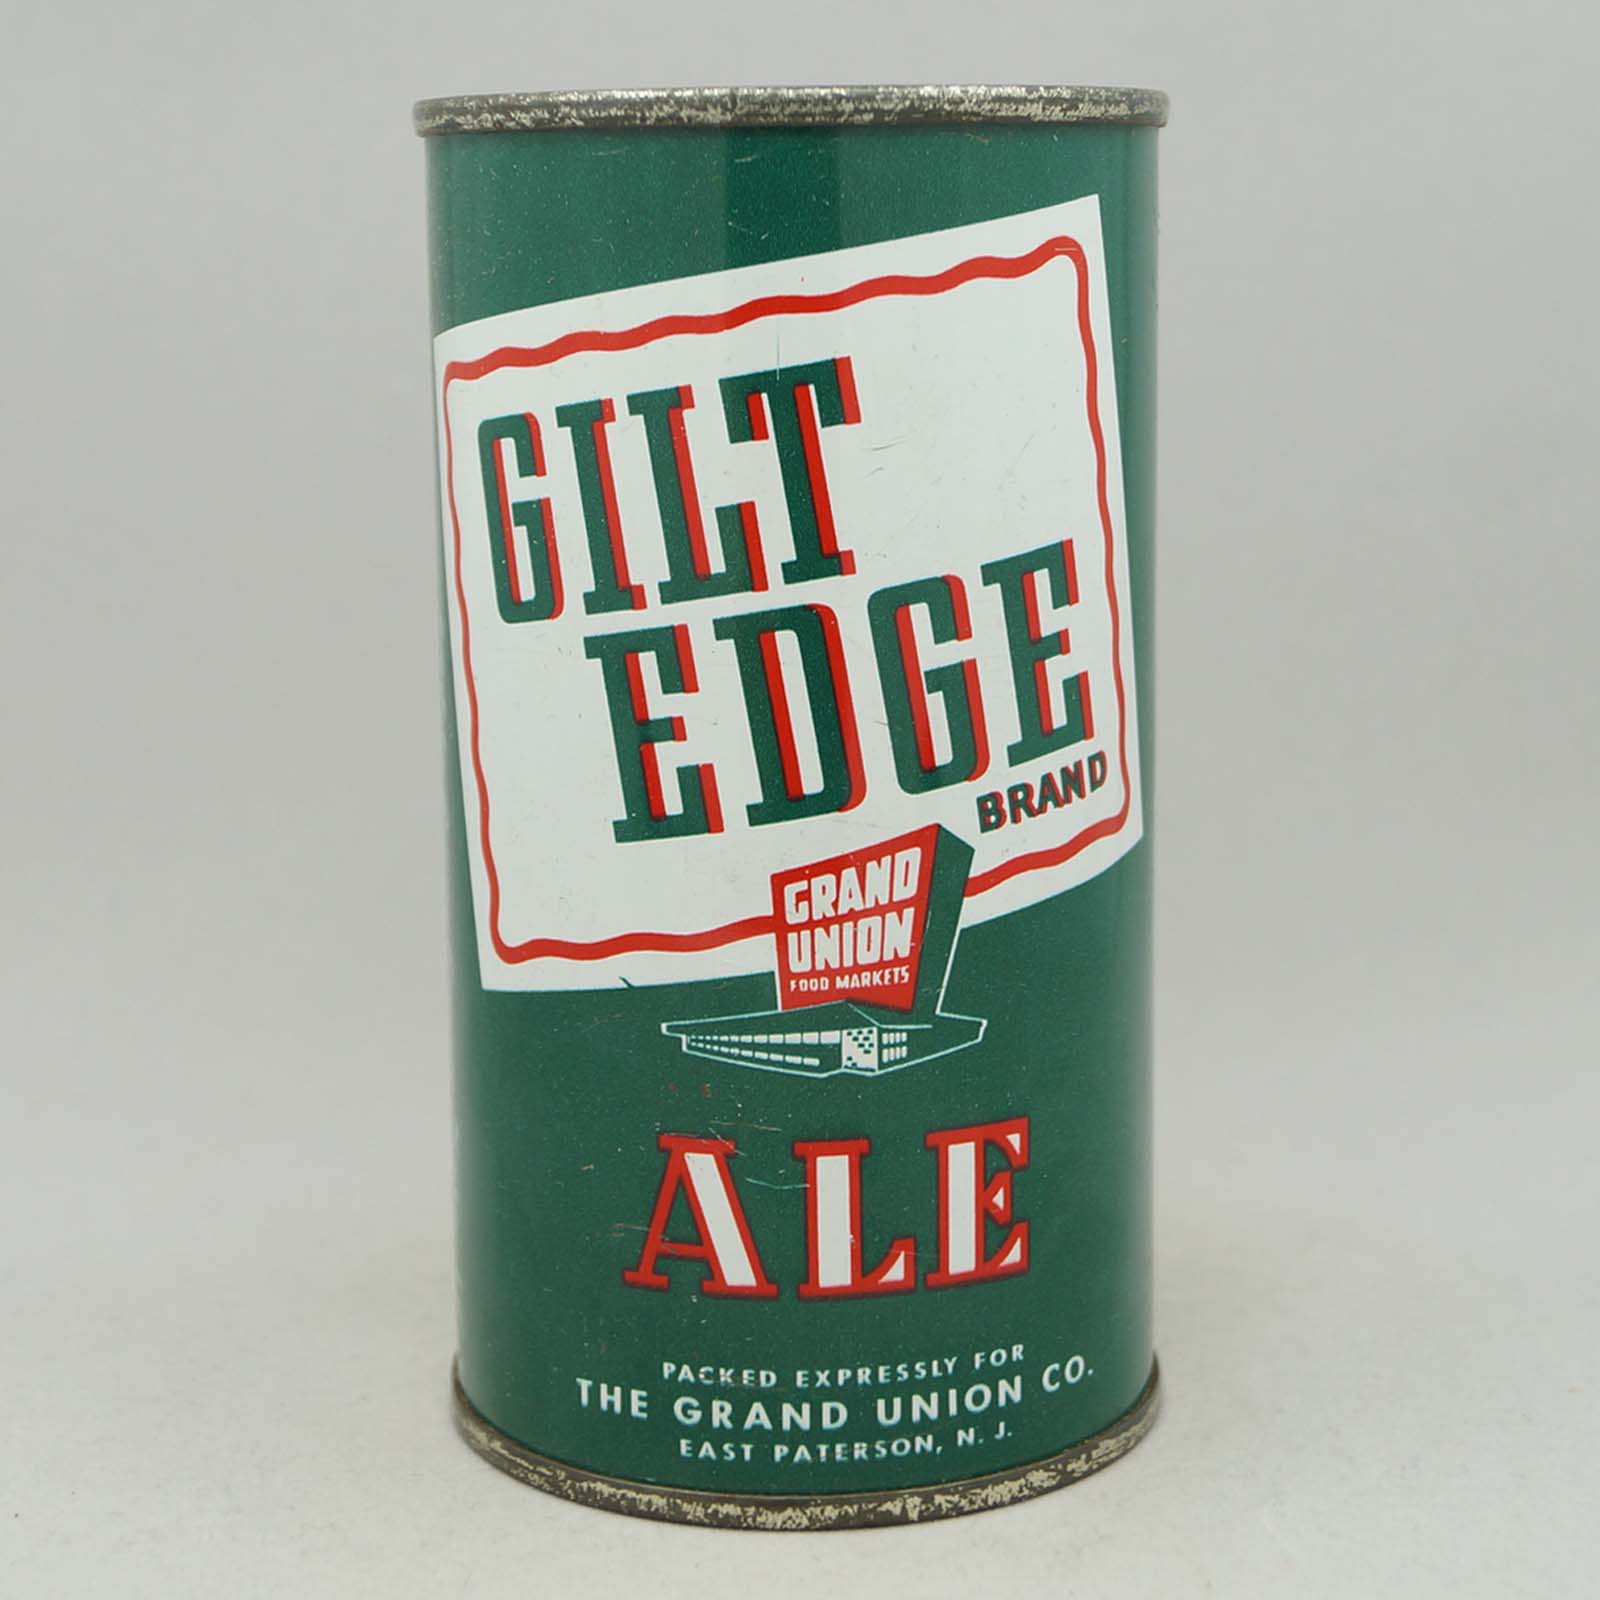 GILT
EDGE
BRAND
GRAND
UNION
FOOD MARKETS
ALE
PACKED EXPRESSLY FOR
THE GRAND UNION CO.
EAST PATERSON, N. J.